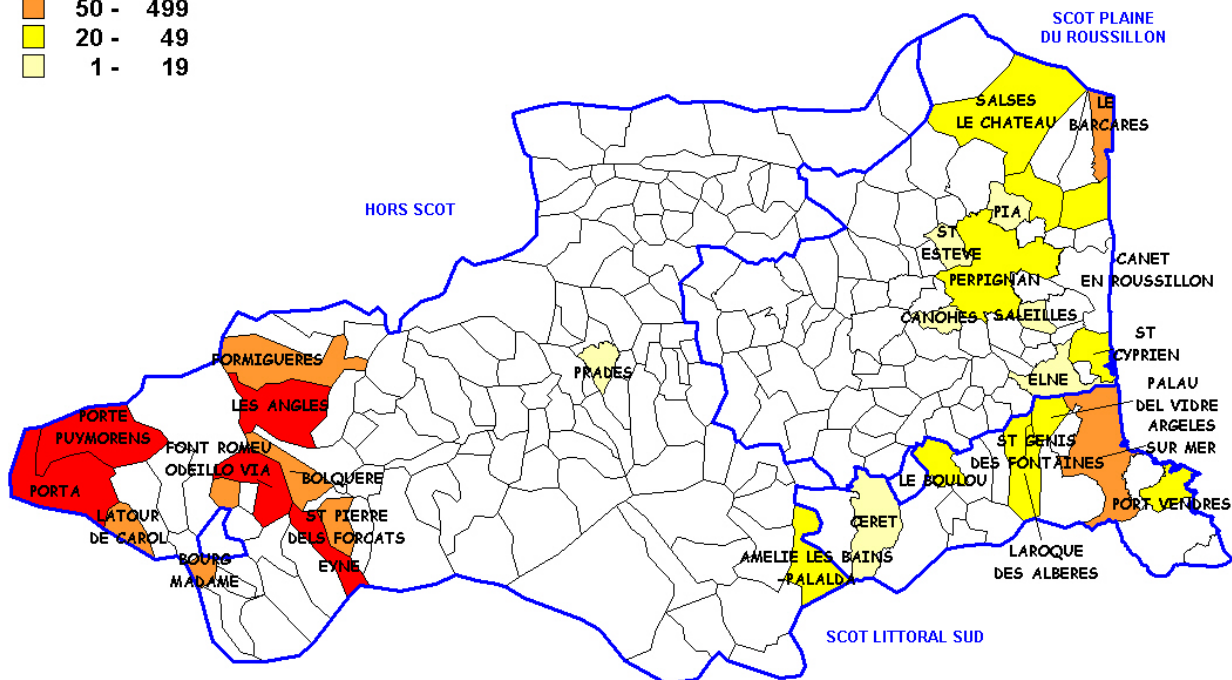 50 - 499
20 - 49
1 - 19
SCOT PLAINE
DU ROUSSILLON
SALSES
LE CHATEAU
LE
BARCARES
HORS SCOT
PIA
ST
ESTEVE
PERPIGNAN
CANET
EN ROUSSILLON
CANOHES
SALEILLES
ST
CYPRIEN
FORMIGUERES
PRADES
ELNE
PALAU
DEL VIDRE
LES ANGLES
PORTE
PUYMORENS
ARGELES
SUR MER
FONT ROMEU
ODEILLO VIA
ST GENIS
DES FONTAINES
BOLQUERE
LE BOULOU
PORTA
PORT VENDRES
LATOUR
DE CAROL
ST PIERRE
DELS FORCATS
CERET
EYNE
BOURG
MADAME
AMELIE LES BAINS
-PALALDA
LAROQUE
DES ALBERES
SCOT LITTORAL SUD